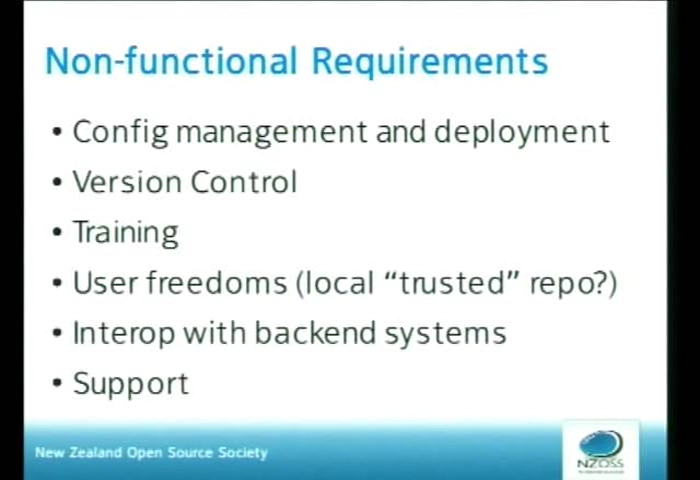 Non-functional Requirements
• Config management and deployment
• Version Control
• Training
• User freedoms (local “trusted” repo?)
• Interop with backend systems
• Support
New Zealand Open Source Society
NZOSS